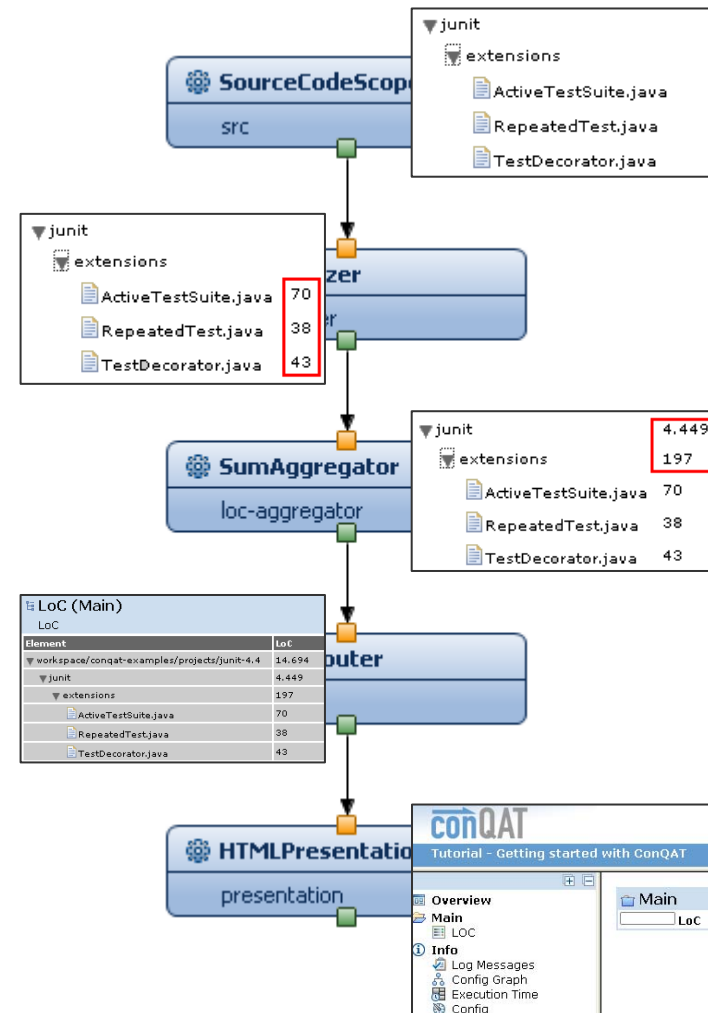 SourceCodeScop
src
junit
extensions
ActiveTestSuite.java
RepeatedTest.java
TestDecorator.java
junit
extensions
ActiveTestSuite.java 70
RepeatedTest.java 38
TestDecorator.java 43
zer
er
SumAggregator
loc-aggregator
junit 4.449
extensions 197
ActiveTestSuite.java 70
RepeatedTest.java 38
TestDecorator.java 43
LoC (Main)
LoC
Element LoC
workspace/conqat-examples/projects/junit-4.4 14.694
junit 4.449
extensions 197
ActiveTestSuite.java 70
RepeatedTest.java 38
TestDecorator.java 43
outer
HTMLPresentatio
presentation
conQAT
Tutorial - Getting started with ConQAT
Overview
Main
LOC
Info
Log Messages
Config Graph
Execution Time
Config
Main
LoC